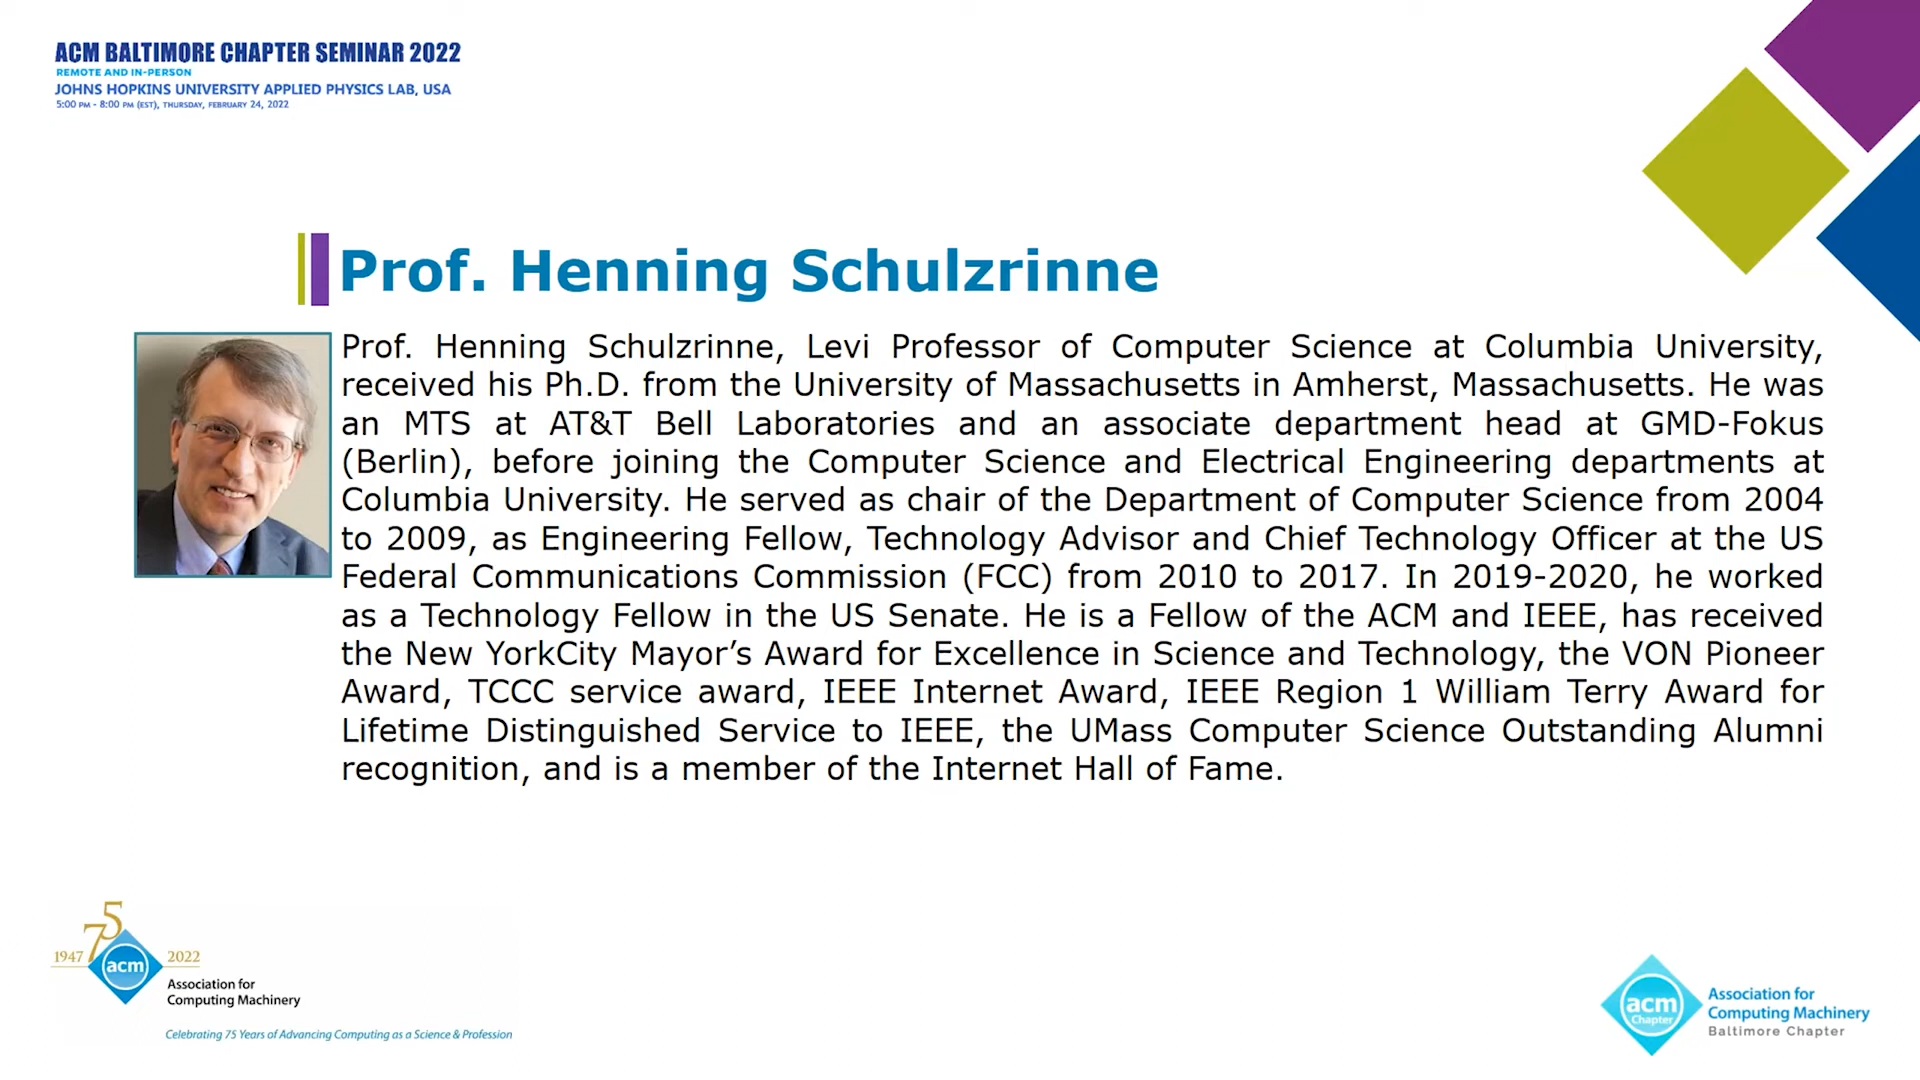 ACM BALTIMORE CHAPTER SEMINAR 2022
REMOTE AND IN-PERSON
JOHNS HOPKINS UNIVERSITY APPLIED PHYSICS LAB, USA
5:00 PM - 8:00 PM (EST), THURSDAY, FEBRUARY 24, 2022
Prof. Henning Schulzrinne
Prof. Henning Schulzrinne, Levi Professor of Computer Science at Columbia University,
received his Ph.D. from the University of Massachusetts in Amherst, Massachusetts. He was
an MTS at AT&T Bell Laboratories and an associate department head at GMD-Fokus
(Berlin), before joining the Computer Science and Electrical Engineering departments at
Columbia University. He served as chair of the Department of Computer Science from 2004
to 2009, as Engineering Fellow, Technology Advisor and Chief Technology Officer at the US
Federal Communications Commission (FCC) from 2010 to 2017. In 2019-2020, he worked
as a Technology Fellow in the US Senate. He is a Fellow of the ACM and IEEE, has received
the New YorkCity Mayor’s Award for Excellence in Science and Technology, the VON Pioneer
Award, TCCC service award, IEEE Internet Award, IEEE Region 1 William Terry Award for
Lifetime Distinguished Service to IEEE, the UMass Computer Science Outstanding Alumni
recognition, and is a member of the Internet Hall of Fame.
75
1947 2022
acm
Association for
Computing Machinery
Celebrating 75 Years of Advancing Computing as a Science & Profession
acm
Chapter
Association for
Computing Machinery
Baltimore Chapter